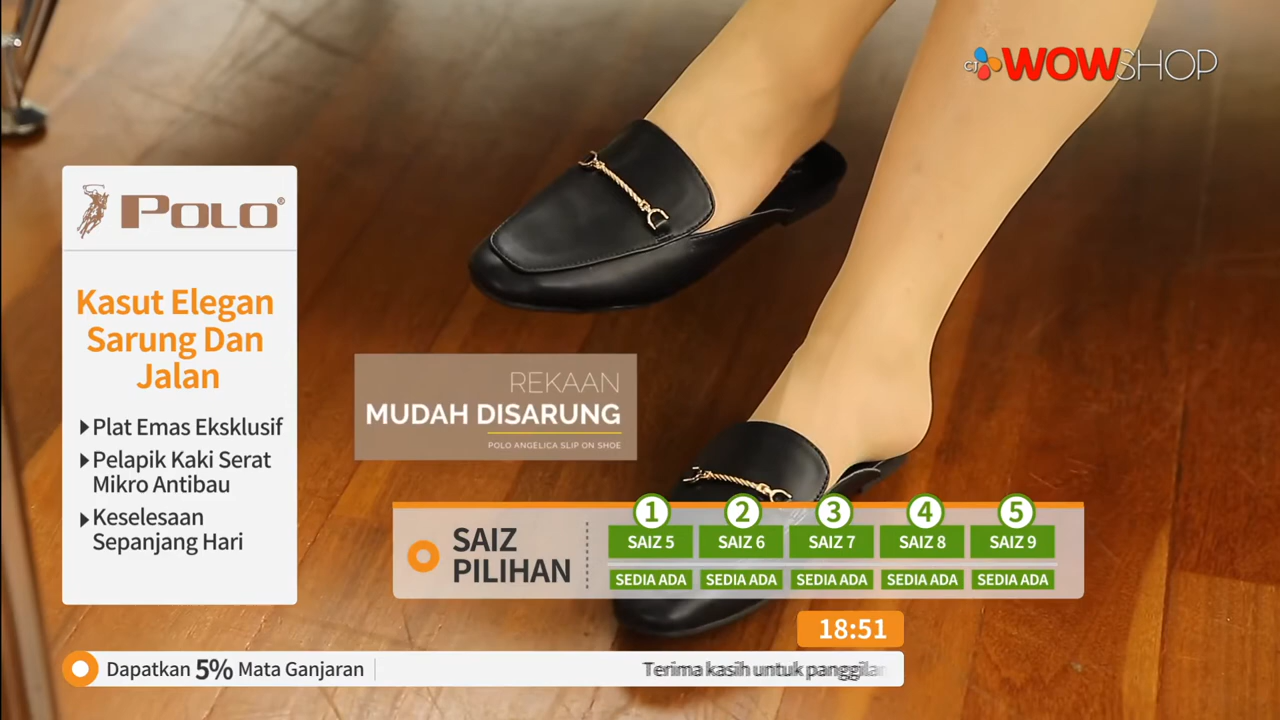 CJ WOWSHOP
POLO®
Kasut Elegan
Sarung Dan
Jalan
Plat Emas Eksklusif
Pelapik Kaki Serat
Mikro Antibau
Keselesaan
Sepanjang Hari
REKAAN
MUDAH DISARUNG
POLO ANGELICA SLIP ON SHOE
SAIZ
PILIHAN
1 2 3 4 5
SAIZ 5 SAIZ 6 SAIZ 7 SAIZ 8 SAIZ 9
SEDIA ADA SEDIA ADA SEDIA ADA SEDIA ADA SEDIA ADA
18:51
Dapatkan 5% Mata Ganjaran
Terima kasih untuk panggilan